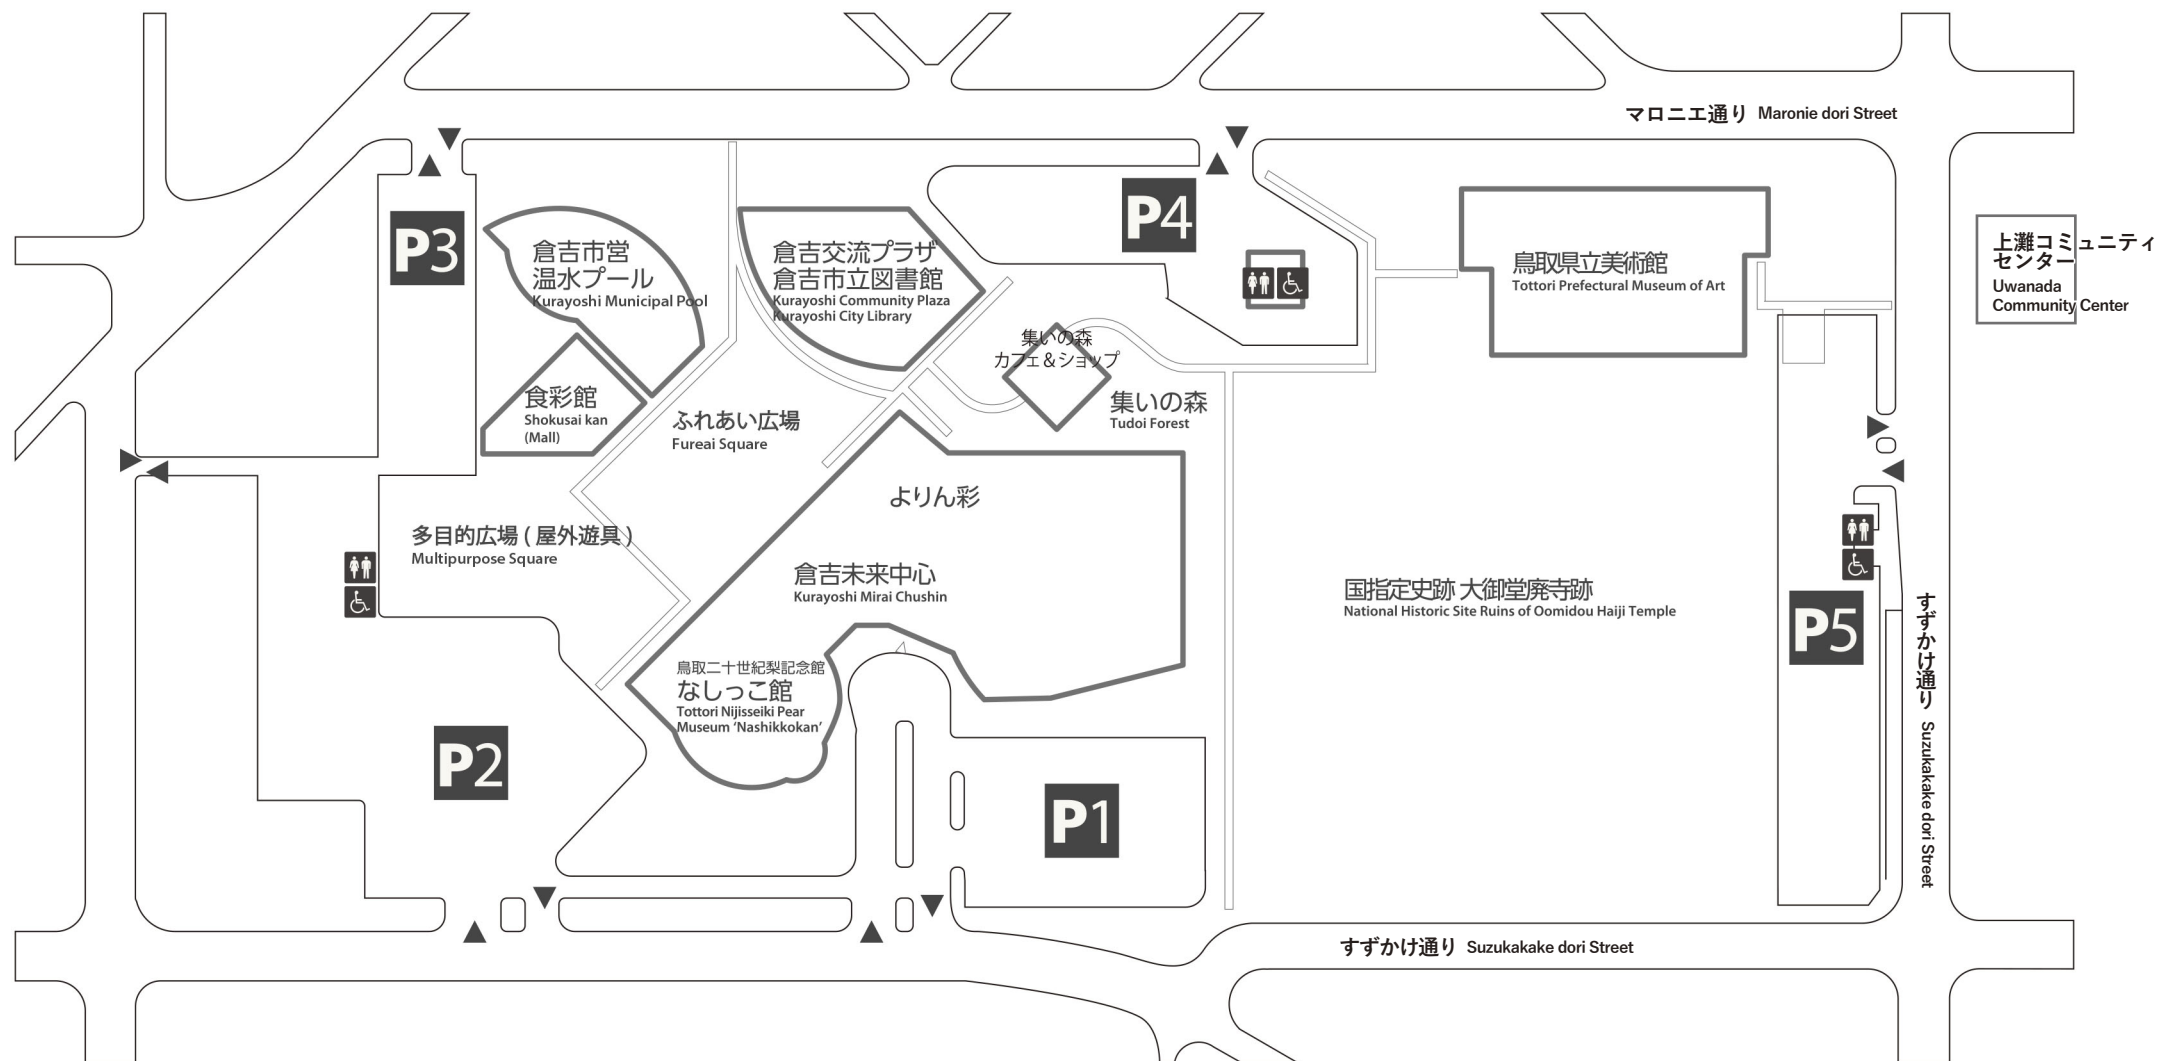 マロニエ通り Maronie dori Street
P3
倉吉市営
温水プール
Kurayoshi Municipal Pool
倉吉交流プラザ
倉吉市立図書館
Kurayoshi Community Plaza
Kurayoshi City Library
P4
鳥取県立美術館
Tottori Prefectural Museum of Art
上灘コミュニティ
センター
Uwanada
Community Center
食彩館
Shokusai kan
(Mall)
ふれあい広場
Fureai Square
集いの森
カフェ&ショップ
集いの森
Tudoi Forest
よりん彩
多目的広場 ( 屋外遊具 )
Multipurpose Square
倉吉未来中心
Kurayoshi Mirai Chushin
国指定史跡 大御堂廃寺跡
National Historic Site Ruins of Oomidou Haiji Temple
P5
すずかけ通り Suzukakake dori Street
鳥取二十世紀梨記念館
なしっこ館
Tottori Nijisseiki Pear
Museum ‘Nashikkokan’
P2
P1
すずかけ通り Suzukakake dori Street